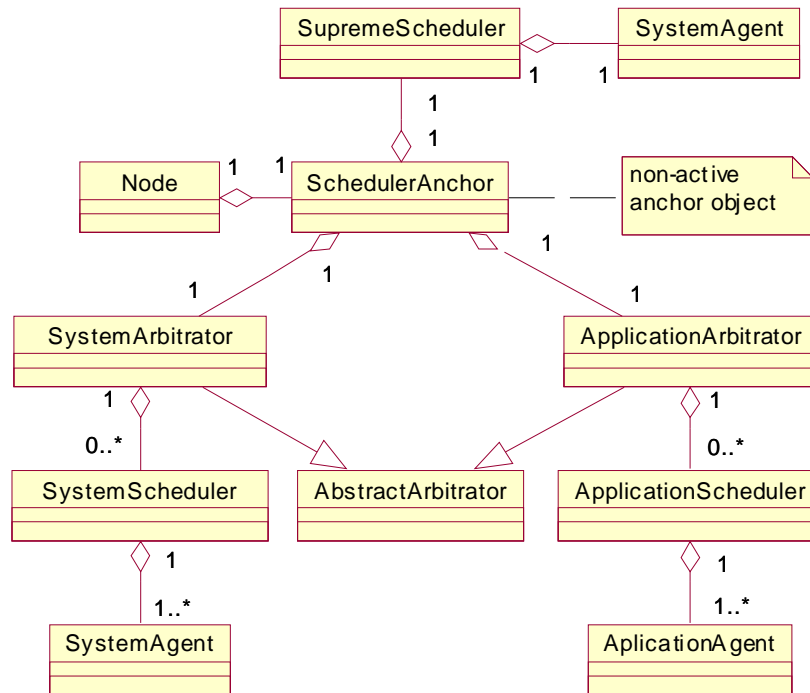 SupremeScheduler
SystemAgent
1
1
1
1
Node
1
1
SchedulerAnchor
non-active
anchor object
1
1
1
1
SystemArbitrator
ApplicationArbitrator
1
1
0..*
0..*
SystemScheduler
AbstractArbitrator
ApplicationScheduler
1
1
1..*
1..*
SystemAgent
AplicationAgent